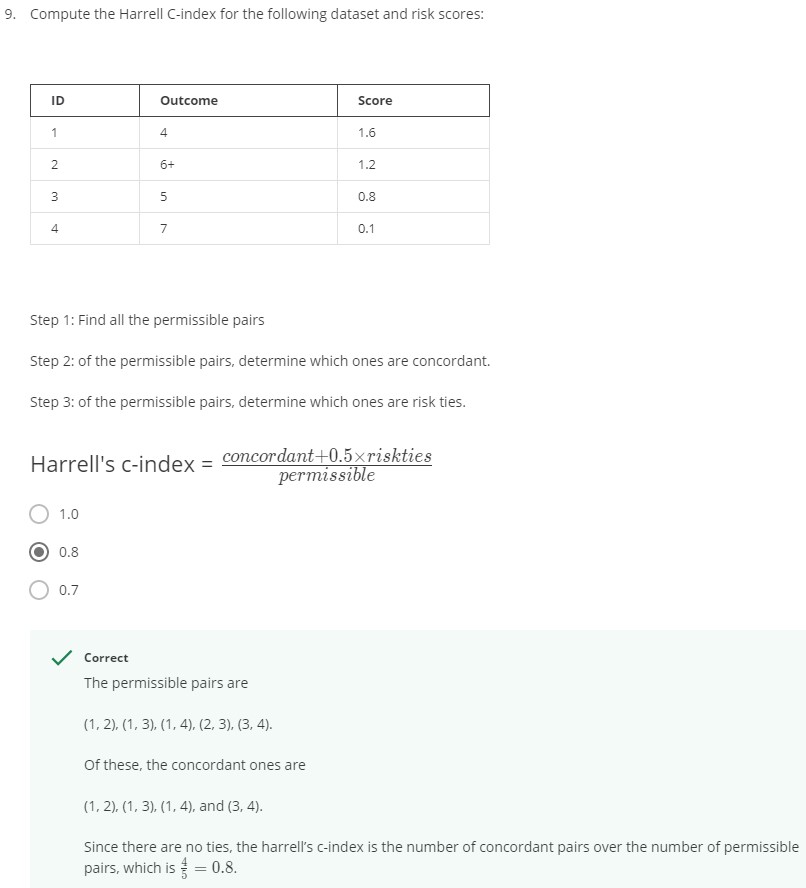 9. Compute the Harrell C-index for the following dataset and risk scores:
ID Outcome Score
1 4 1.6
2 6+ 1.2
3 5 0.8
4 7 0.1
Step 1: Find all the permissible pairs
Step 2: of the permissible pairs, determine which ones are concordant.
Step 3: of the permissible pairs, determine which ones are risk ties.
Harrell's c-index = concordant+0.5×riskties
permissible
1.0
0.8
0.7
Correct
The permissible pairs are
(1, 2), (1, 3), (1, 4), (2, 3), (3, 4).
Of these, the concordant ones are
(1, 2), (1, 3), (1, 4), and (3, 4).
Since there are no ties, the harrell's c-index is the number of concordant pairs over the number of permissible
pairs, which is 4/5 = 0.8.